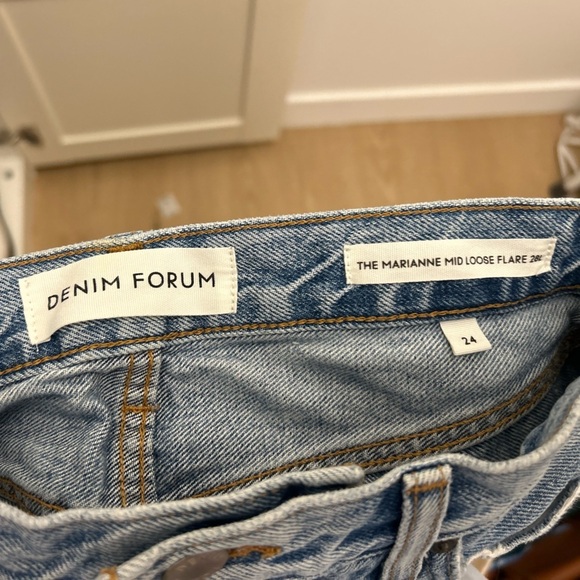 DENIM FORUM
THE MARIANNE MID LOOSE FLARE
24